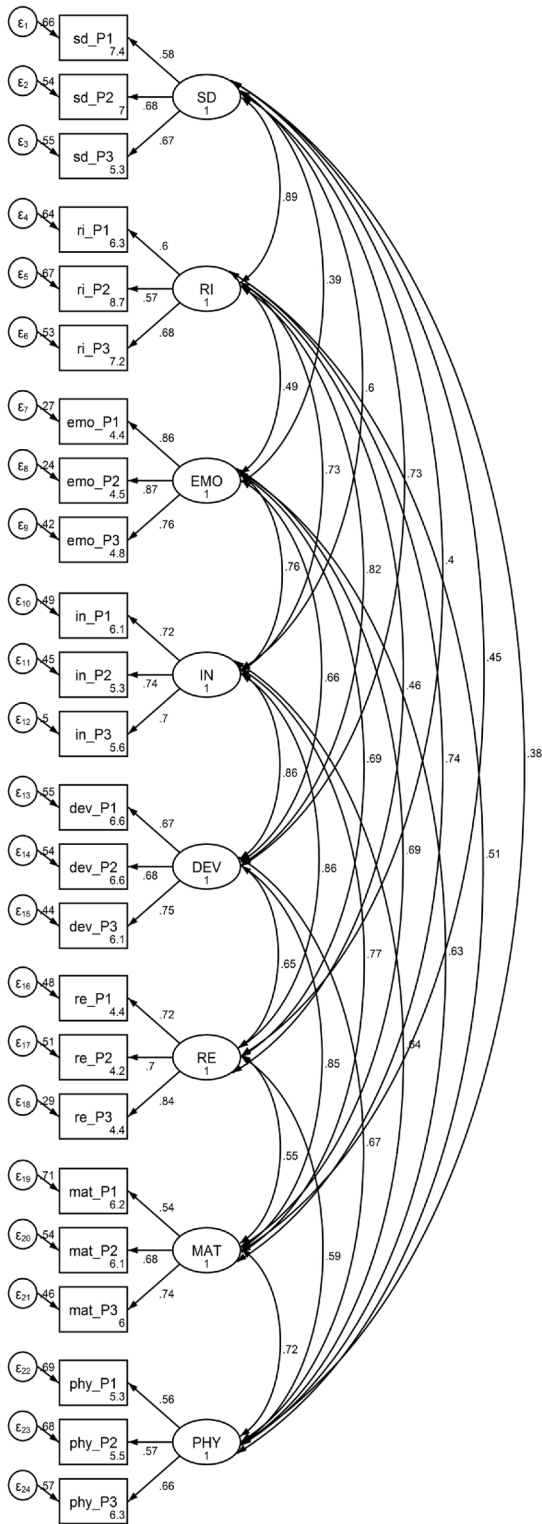 ε1 .66 sd_P1 7.4 .58
ε2 .54 sd_P2 7 .68
SD 1
ε3 .55 sd_P3 5.3 .67
.89
ε4 .64 ri_P1 6.3 .6
.39
ε5 .67 ri_P2 8.7 .57
RI 1
ε6 .53 ri_P3 7.2 .68
.49
.6
ε7 .27 emo_P1 4.4 .86
.73
.73
ε8 .24 emo_P2 4.5 .87
EMO 1
ε9 .42 emo_P3 4.8 .76
.76
.82
.4
ε10 .49 in_P1 6.1 .72
ε11 .45 in_P2 5.3 .74
IN 1
.66
.46
.45
ε12 .5 in_P3 5.6 .7
.86
.69
.74
.38
ε13 .55 dev_P1 6.6 .67
ε14 .54 dev_P2 6.6 .68
DEV 1
.86
.69
.51
ε15 .44 dev_P3 6.1 .75
.65
.77
.63
ε16 .48 re_P1 4.4 .72
ε17 .51 re_P2 4.2 .7
RE 1
.85
.64
ε18 .29 re_P3 4.4 .84
.55
.67
ε19 .71 mat_P1 6.2 .54
ε20 .54 mat_P2 6.1 .68
MAT 1
.59
ε21 .46 mat_P3 6 .74
.72
ε22 .69 phy_P1 5.3 .56
ε23 .68 phy_P2 5.5 .57
PHY 1
ε24 .57 phy_P3 6.3 .66